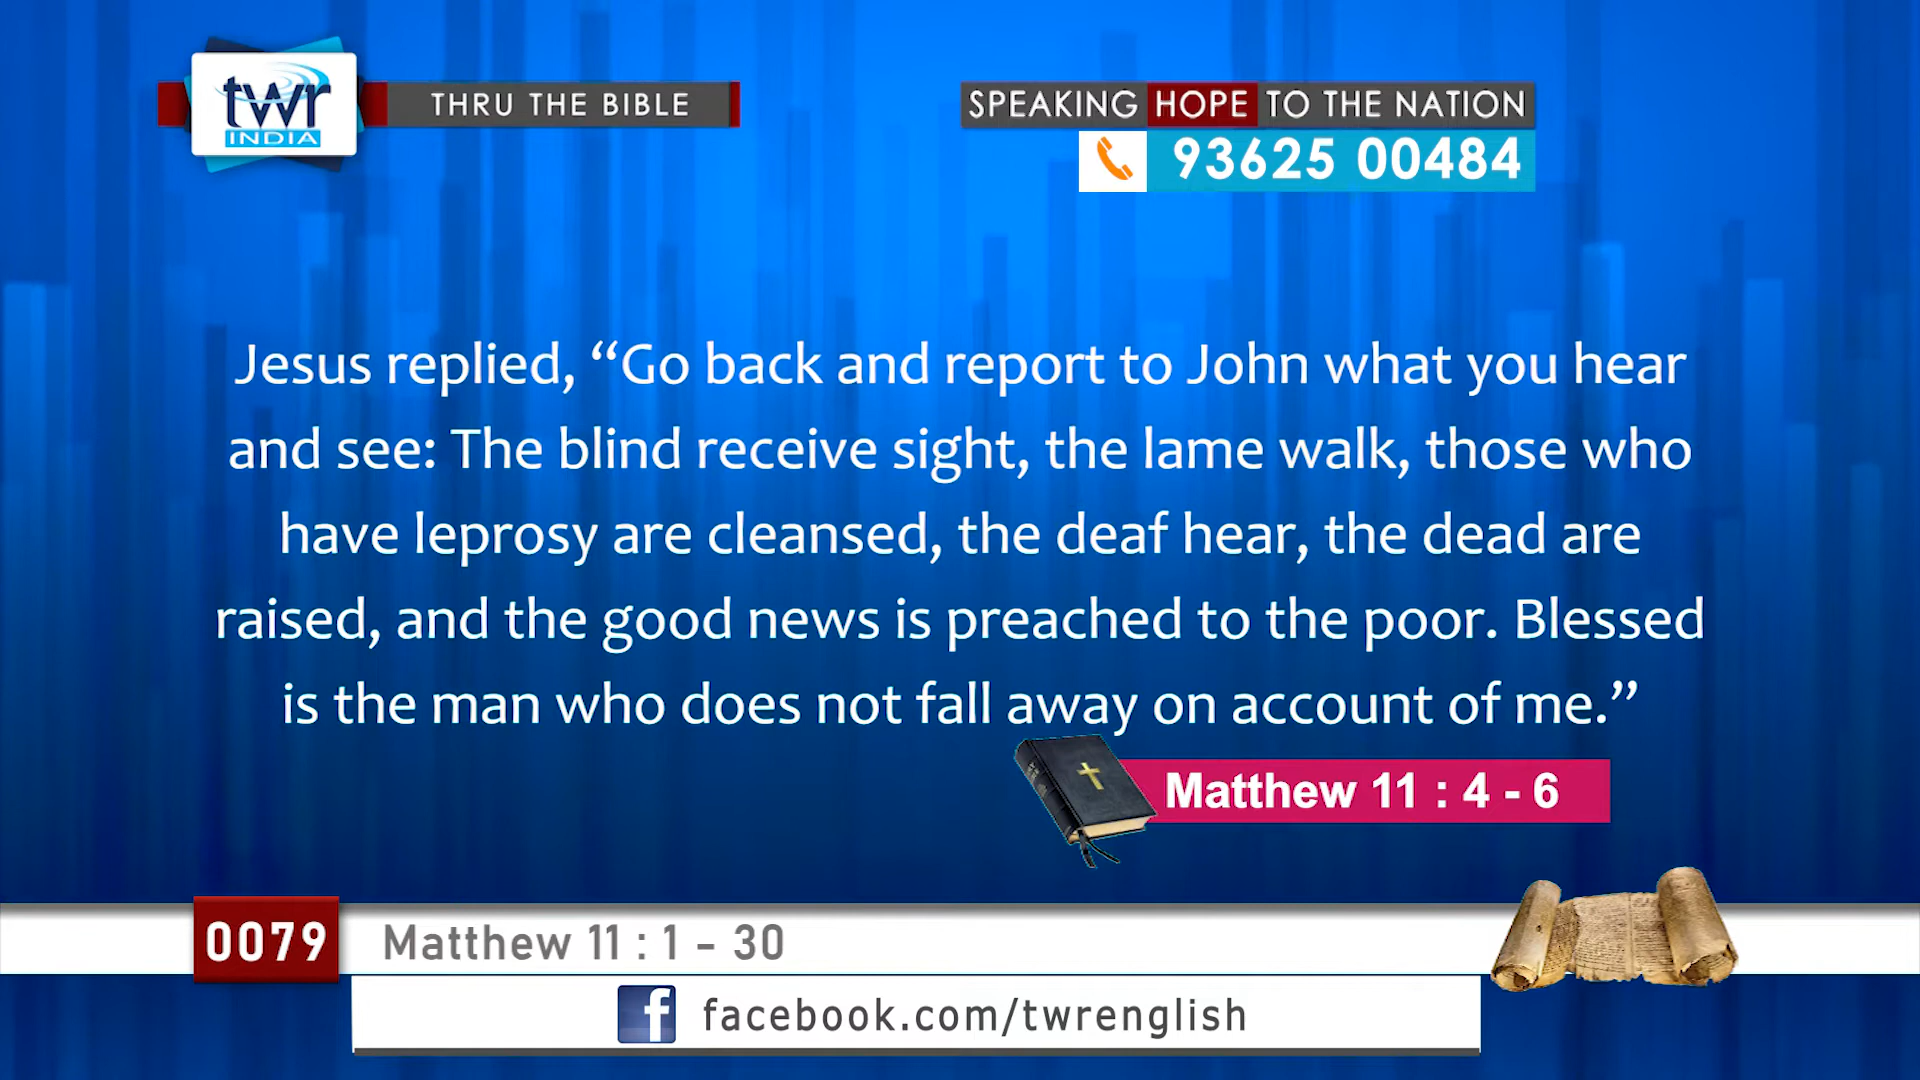 twr
INDIA
THRU THE BIBLE
SPEAKING HOPE TO THE NATION
93625 00484
Jesus replied, “Go back and report to John what you hear
and see: The blind receive sight, the lame walk, those who
have leprosy are cleansed, the deaf hear, the dead are
raised, and the good news is preached to the poor. Blessed
is the man who does not fall away on account of me.”
Matthew 11 : 4 - 6
0079
Matthew 11 : 1 - 30
facebook.com/twrenglish